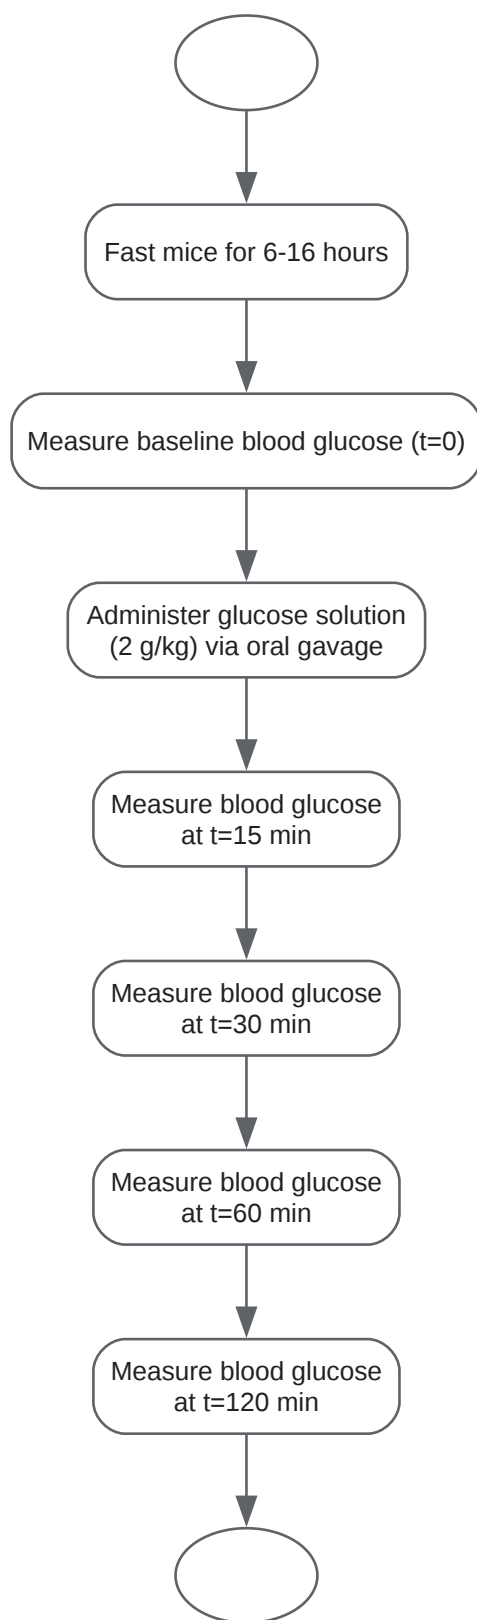 Fast mice for 6-16 hours
Measure baseline blood glucose (t=0)
Administer glucose solution
(2 g/kg) via oral gavage
Measure blood glucose
at t=15 min
Measure blood glucose
at t=30 min
Measure blood glucose
at t=60 min
Measure blood glucose
at t=120 min